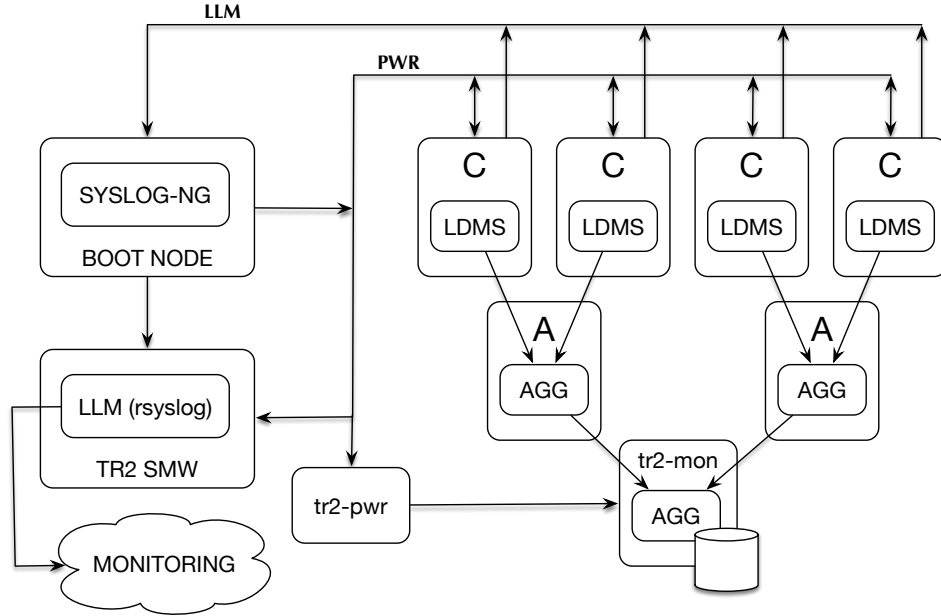 LLM
PWR
C
C
C
C
SYSLOG-NG
LDMS
LDMS
LDMS
LDMS
BOOT NODE
A
A
LLM (rsyslog)
AGG
AGG
TR2 SMW
tr2-mon
tr2-pwr
AGG
MONITORING